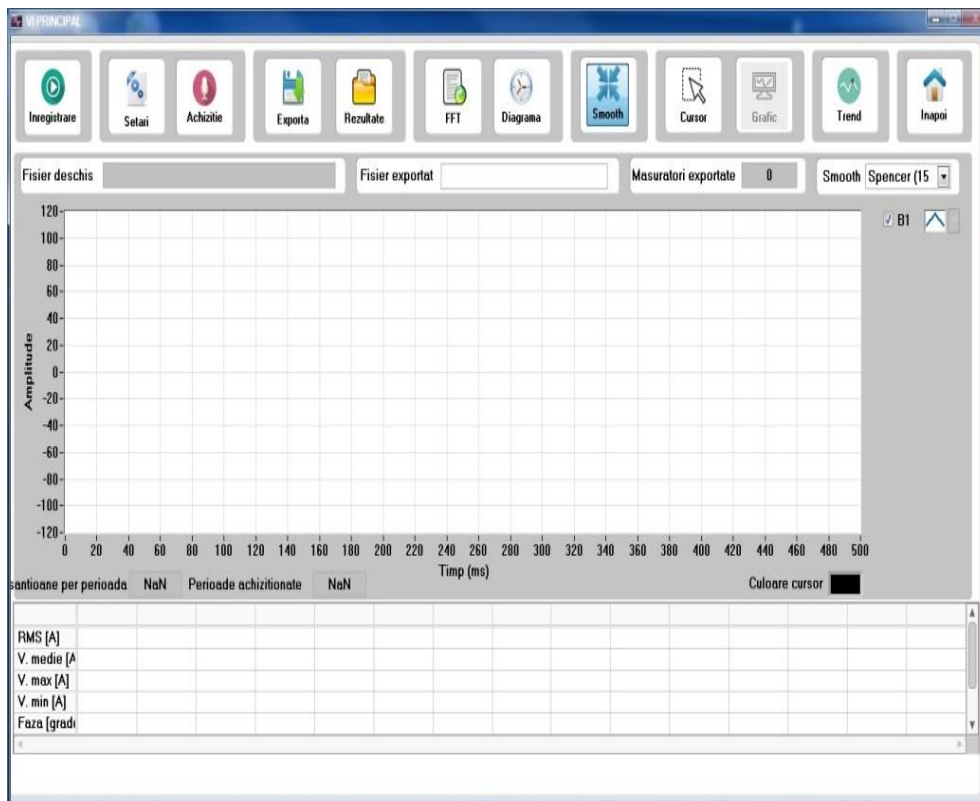 VI PRINCIPAL
Inregistrare Setari Achizitie Exporta Rezultate FFT Diagrama Smooth Cursor Grafic Trend Inapoi
Fisier deschis Fisier exportat Masuratori exportate 0 Smooth Spencer (15
B1
120
100
80
60
40
20
0
-20
-40
-60
-80
-100
-120
Amplitude
0 20 40 60 80 100 120 140 160 180 200 220 240 260 280 300 320 340 360 380 400 420 440 460 480 500
Timp (ms)
santioane per perioada NaN Perioade achizitionate NaN Culoare cursor
RMS [A]
V. medie [A
V. max [A]
V. min [A]
Faza [grade